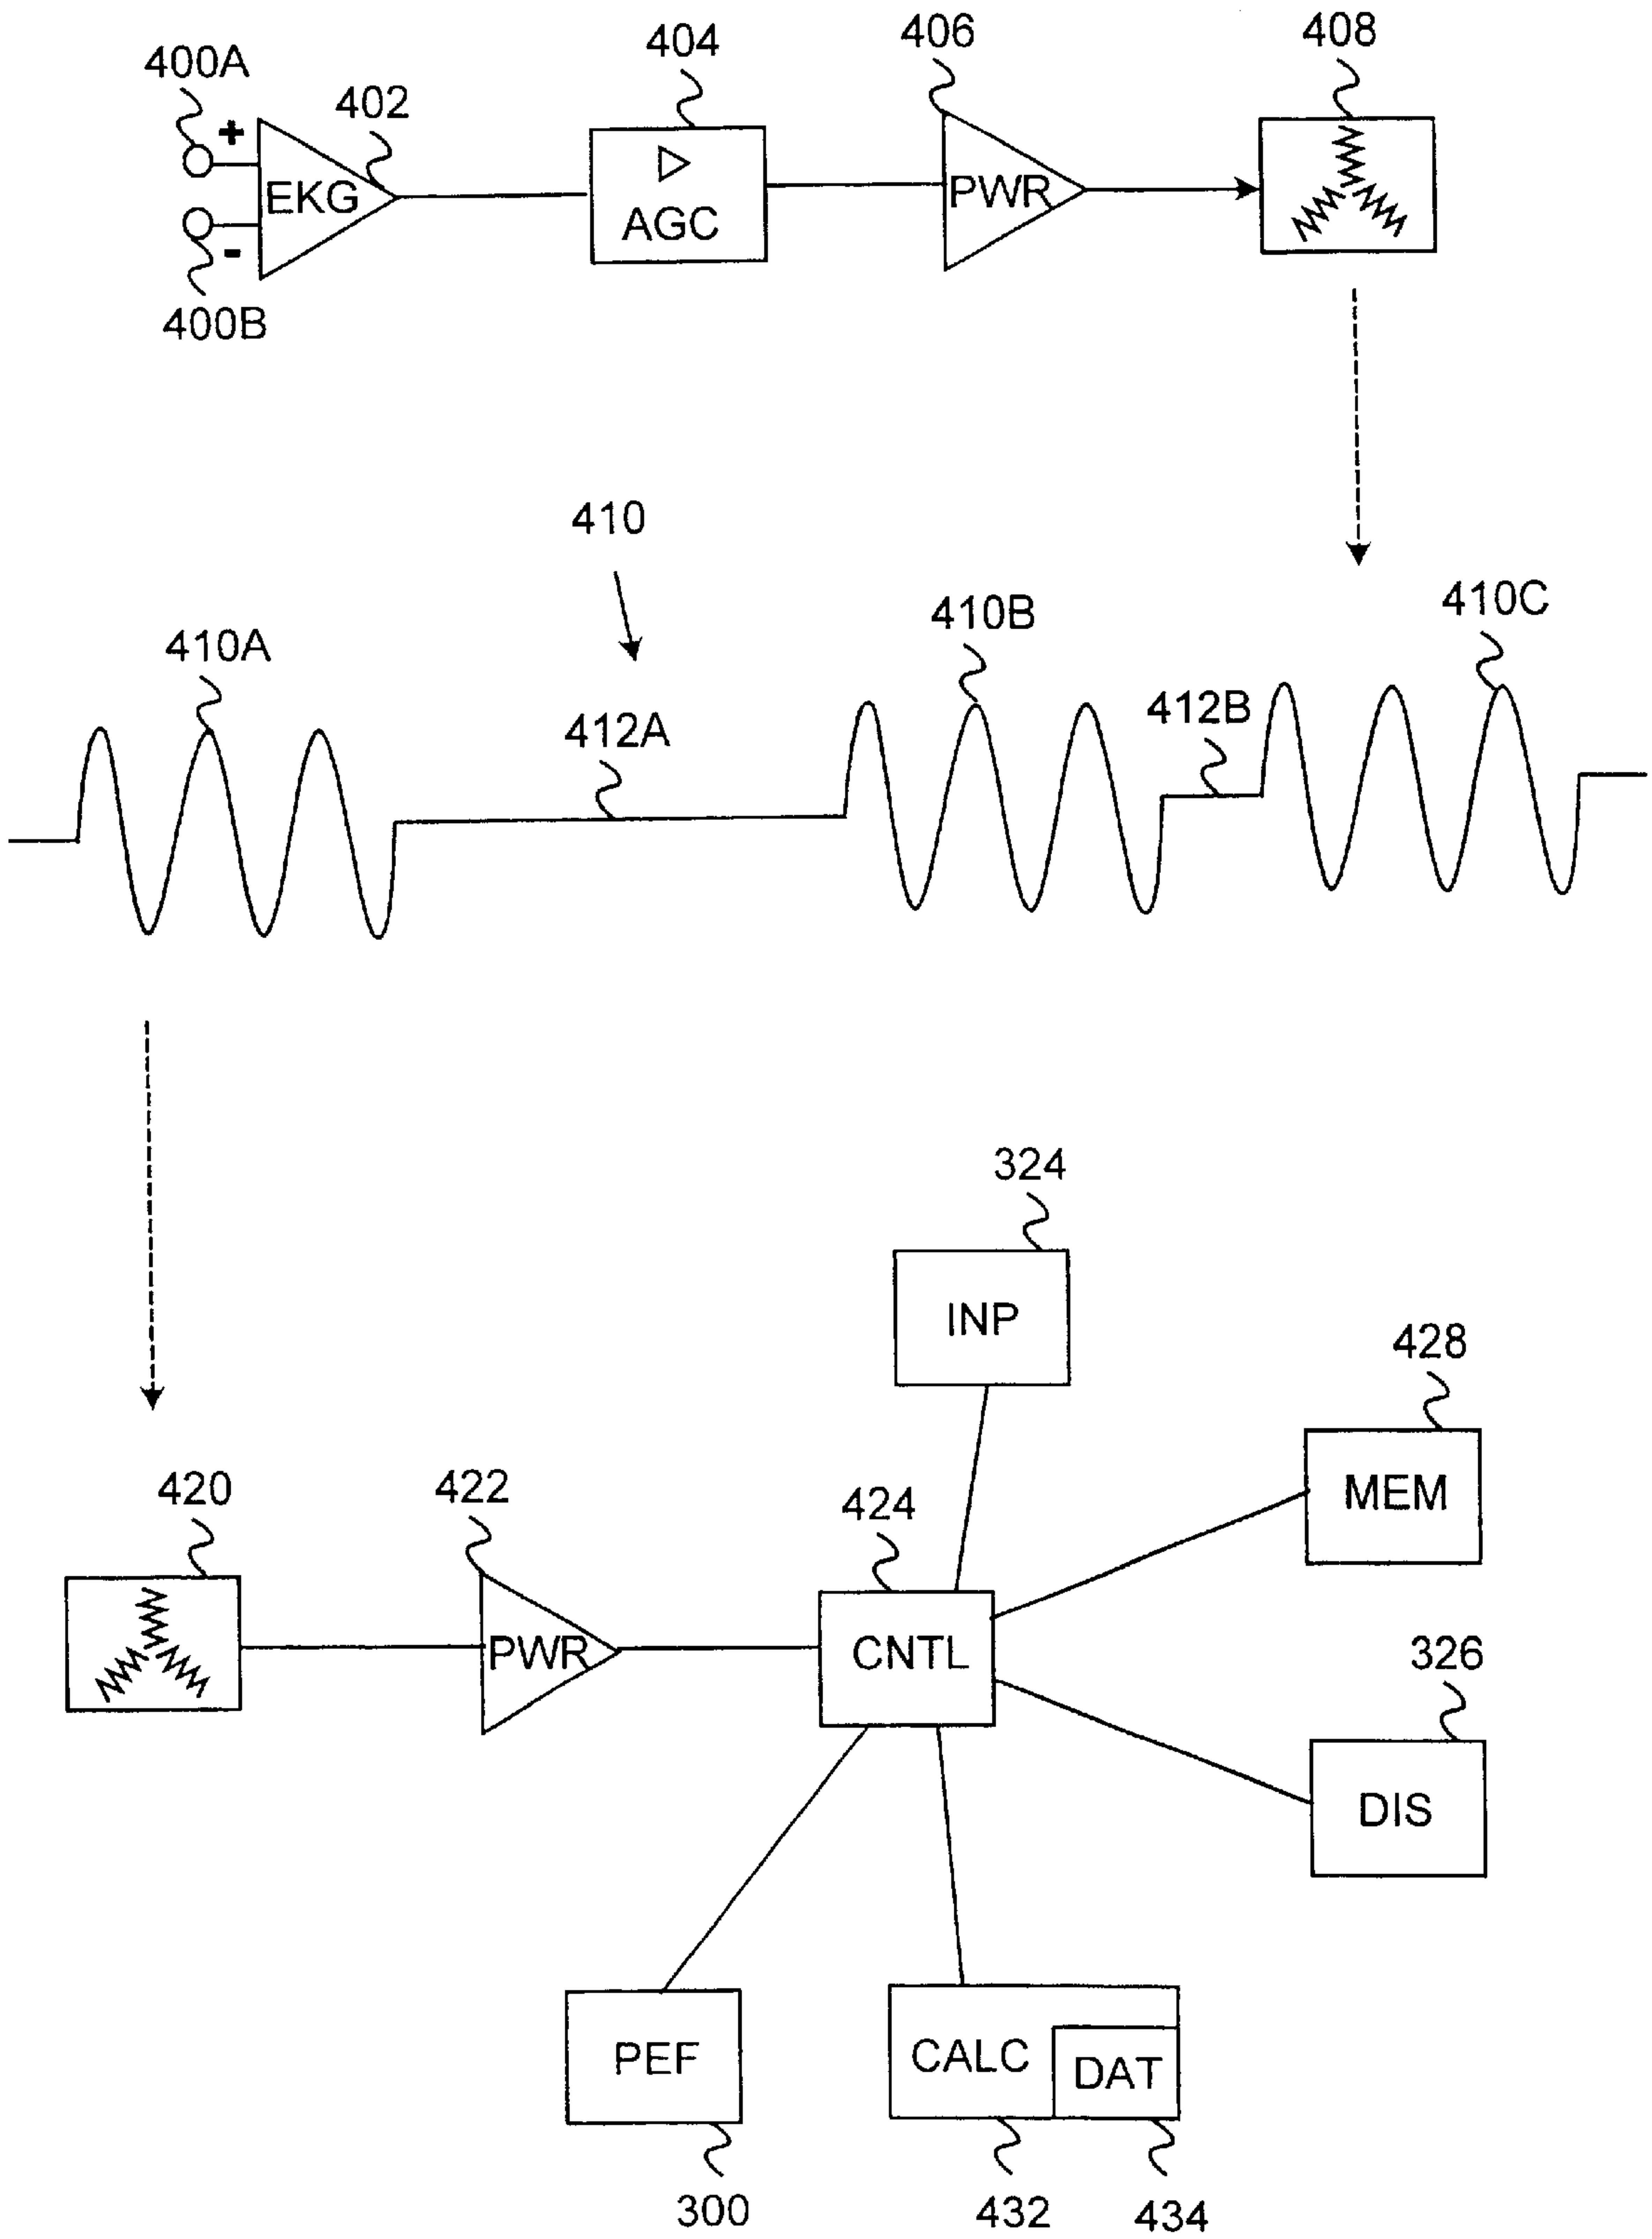 400A
402
404
406
408
+
EKG
AGC
PWR
-
400B
410
410A
412A
410B
412B
410C
324
INP
428
MEM
420
422
424
PWR
CNTL
326
DIS
PEF
CALC
DAT
300
432
434